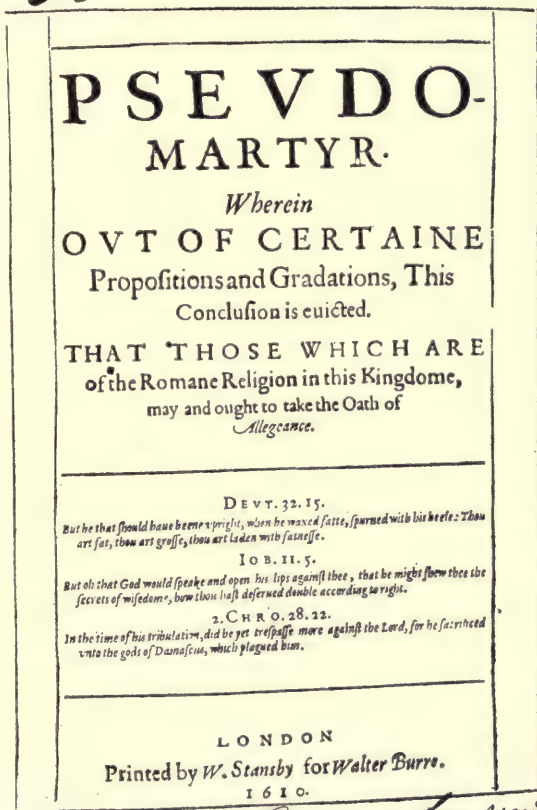 PSEVDO-
MARTYR.
Wherein
OVT OF CERTAINE
Propoſitions and Gradations, This
Concluſion is euicted.
THAT THOSE WHICH ARE
of the Romane Religion in this Kingdome,
may and ought to take the Oath of
Allegeance.
DEVT. 32. 15.
But he that ſhould haue beene vpright, when he waxed fatte, ſpurned with his heele: Thou
art fat, thou art groſſe, thou art laden with fatneſſe.
IOB. 11. 5.
But oh that God would ſpeake and open his lips againſt thee, that he might ſhew thee the
ſecrets of wiſedome, how thou haſt deſerued double according to right.
2. CHRO. 28. 22.
In the time of his tribulation, did he yet treſpaſſe more againſt the Lord, for he ſacrificed
vnto the gods of Damaſcus, which plagued him.
LONDON
Printed by W. Stansby for Walter Burre.
1610.